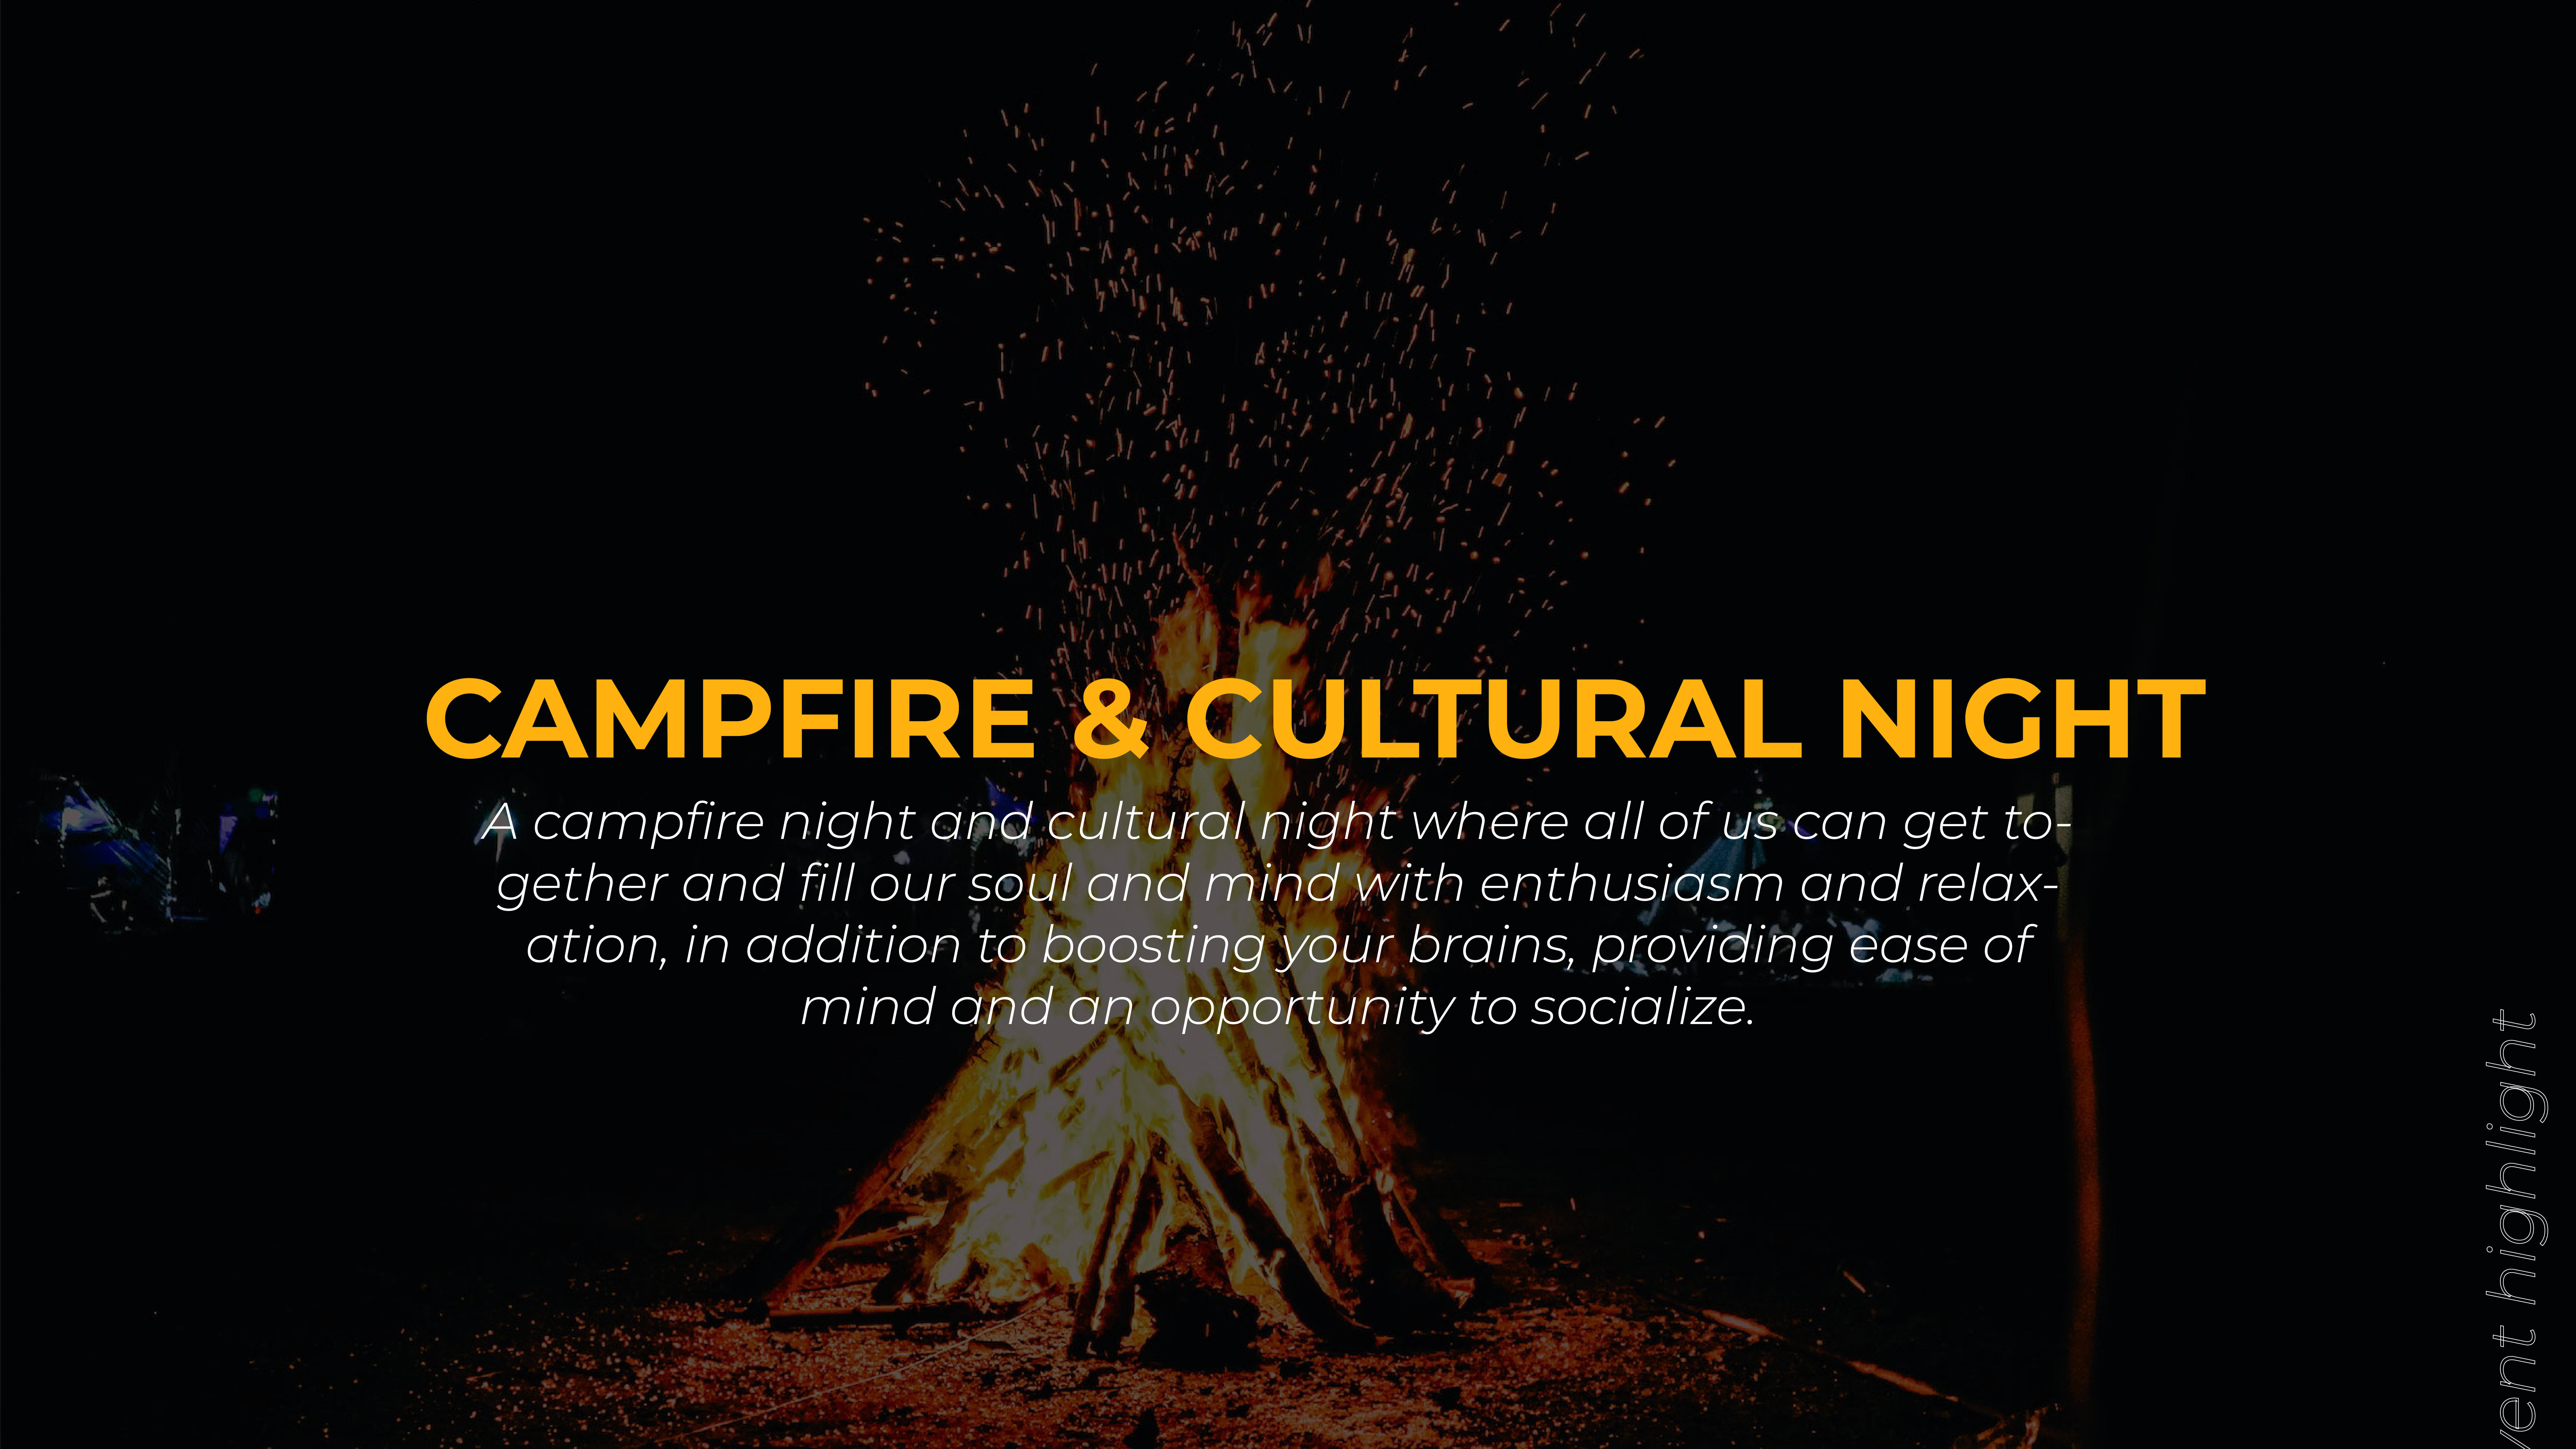 CAMPFIRE & CULTURAL NIGHT
A campfire night and cultural night where all of us can get to-
gether and fill our soul and mind with enthusiasm and relax-
ation, in addition to boosting your brains, providing ease of
mind and an opportunity to socialize.
vent highlight